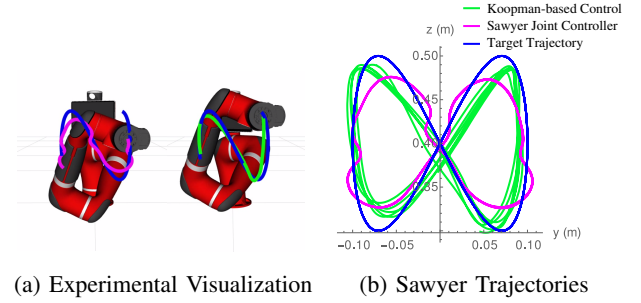 Koopman-based Control
Sawyer Joint Controller
Target Trajectory
z (m)
0.50
0.45
0.40
0.35
y (m)
-0.10
-0.05
0.05
0.10
(a) Experimental Visualization
(b) Sawyer Trajectories